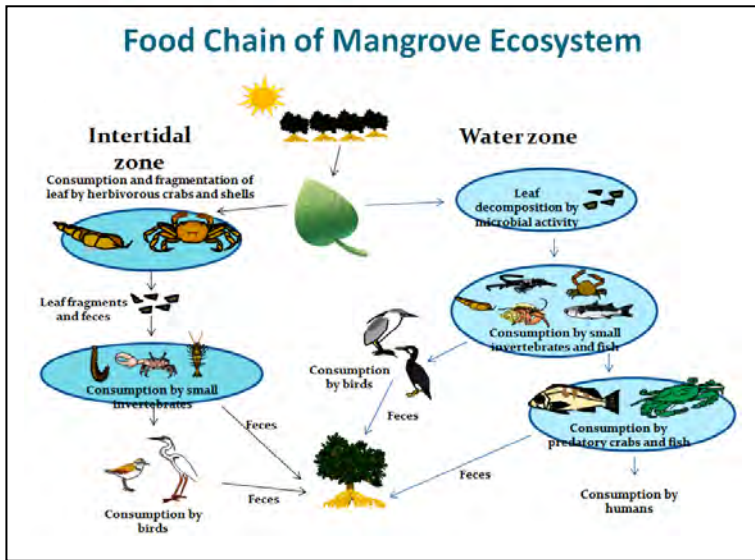 Food Chain of Mangrove Ecosystem
Intertidal
zone
Consumption and fragmentation of
leaf by herbivorous crabs and shells
Leaf fragments
and feces
Consumption by small
invertebrates
Feces
Consumption by
birds
Feces
Water zone
Leaf
decomposition by
microbial activity
Consumption by small
invertebrates and fish
Consumption
by birds
Feces
Consumption by
predatory crabs and fish
Feces
Consumption by
humans